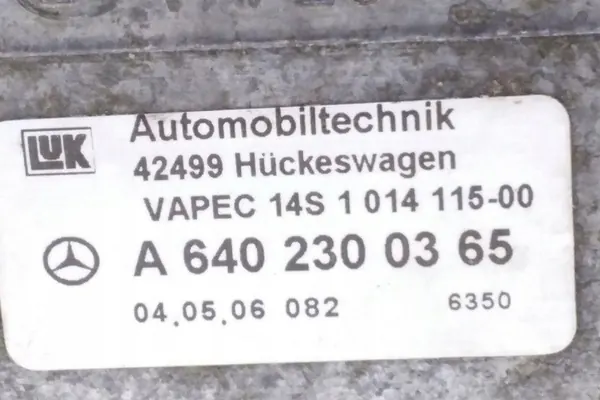 LUK Automobiltechnik
42499 Hückeswagen
VAPEC 14S 1 014 115-00
A 640 230 03 65
04.05.06 082 6350